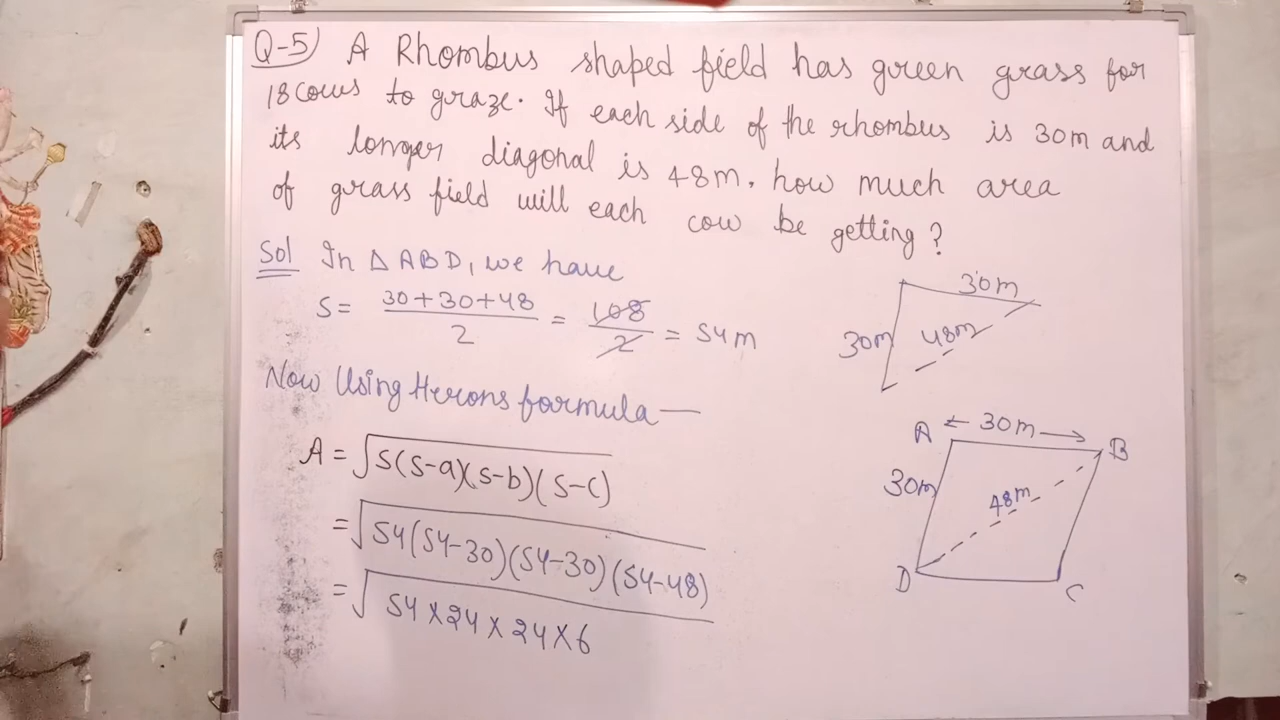 Q-5) A Rhombus shaped field has green grass for
18 cows to graze. If each side of the rhombus is 30m and
its longer diagonal is 48m, how much area
of grass field will each cow be getting?
Sol In △ ABD, we have
S= 30+30+48 / 2 = 108 / 2 = 54 m
Now Using Herons formula —
A = √S(S-a)(s-b)(S-c)
= √54(54-30)(54-30)(54-48)
= √54×24×24×6
30m
30m
48m
A ← 30m → B
30m
48m
D
C